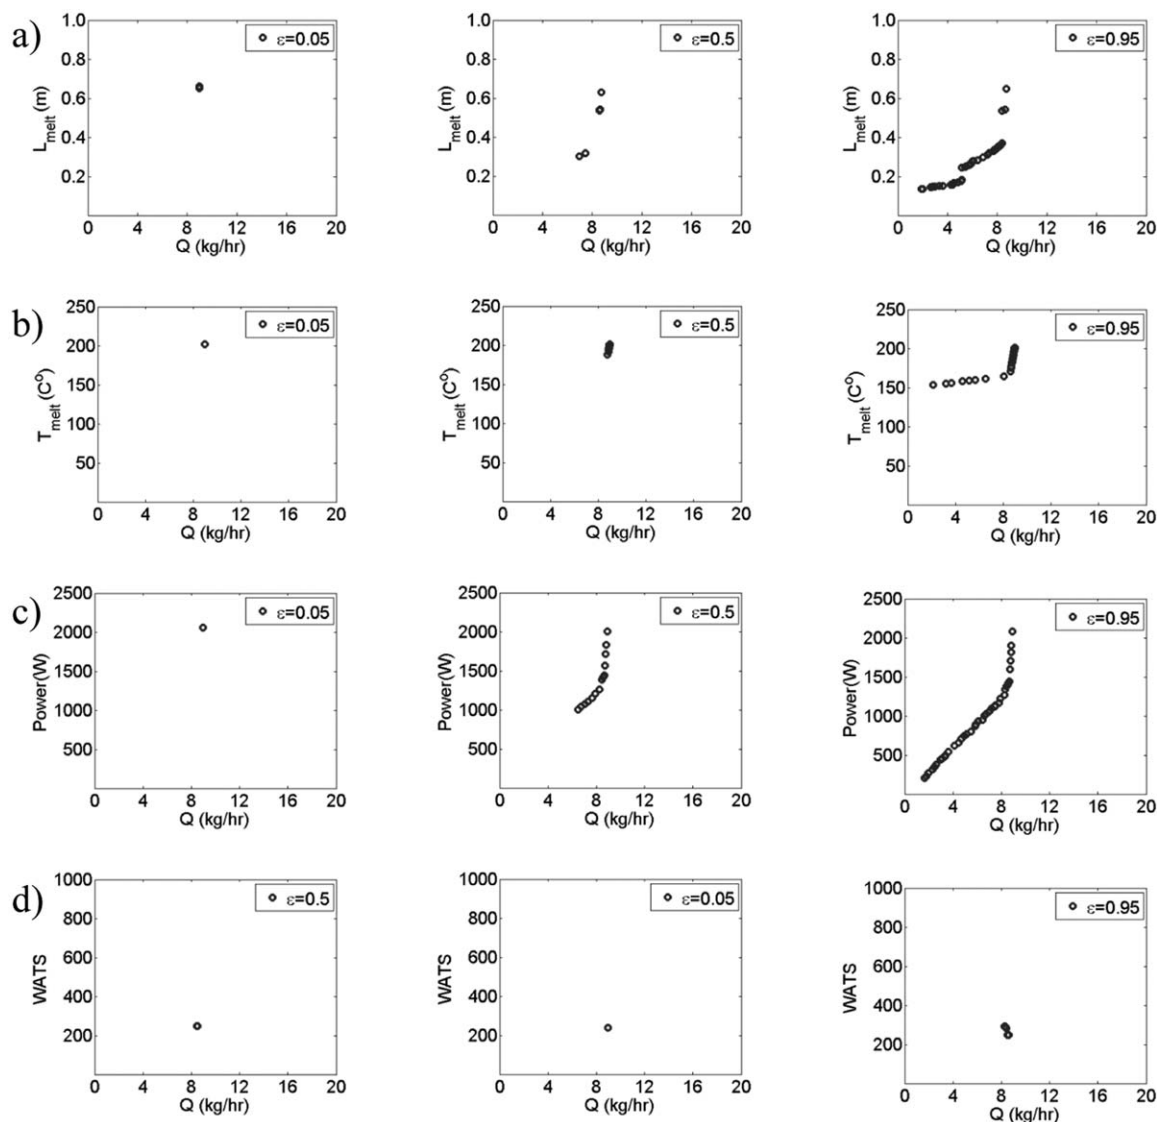 a)
1.0
0.8
0.6
0.4
0.2
L_melt (m)
ε=0.05
0 4 8 12 16 20
Q (kg/hr)
1.0
0.8
0.6
0.4
0.2
L_melt (m)
ε=0.5
0 4 8 12 16 20
Q (kg/hr)
1.0
0.8
0.6
0.4
0.2
L_melt (m)
ε=0.95
0 4 8 12 16 20
Q (kg/hr)
b)
250
200
150
100
50
T_melt (C°)
ε=0.05
0 4 8 12 16 20
Q (kg/hr)
250
200
150
100
50
T_melt (C°)
ε=0.5
0 4 8 12 16 20
Q (kg/hr)
250
200
150
100
50
T_melt (C°)
ε=0.95
0 4 8 12 16 20
Q (kg/hr)
c)
2500
2000
1500
1000
500
Power(W)
ε=0.05
0 4 8 12 16 20
Q (kg/hr)
2500
2000
1500
1000
500
Power(W)
ε=0.5
0 4 8 12 16 20
Q (kg/hr)
2500
2000
1500
1000
500
Power(W)
ε=0.95
0 4 8 12 16 20
Q (kg/hr)
d)
1000
800
600
400
200
WATS
ε=0.5
0 4 8 12 16 20
Q (kg/hr)
1000
800
600
400
200
WATS
ε=0.05
0 4 8 12 16 20
Q (kg/hr)
1000
800
600
400
200
WATS
ε=0.95
0 4 8 12 16 20
Q (kg/hr)